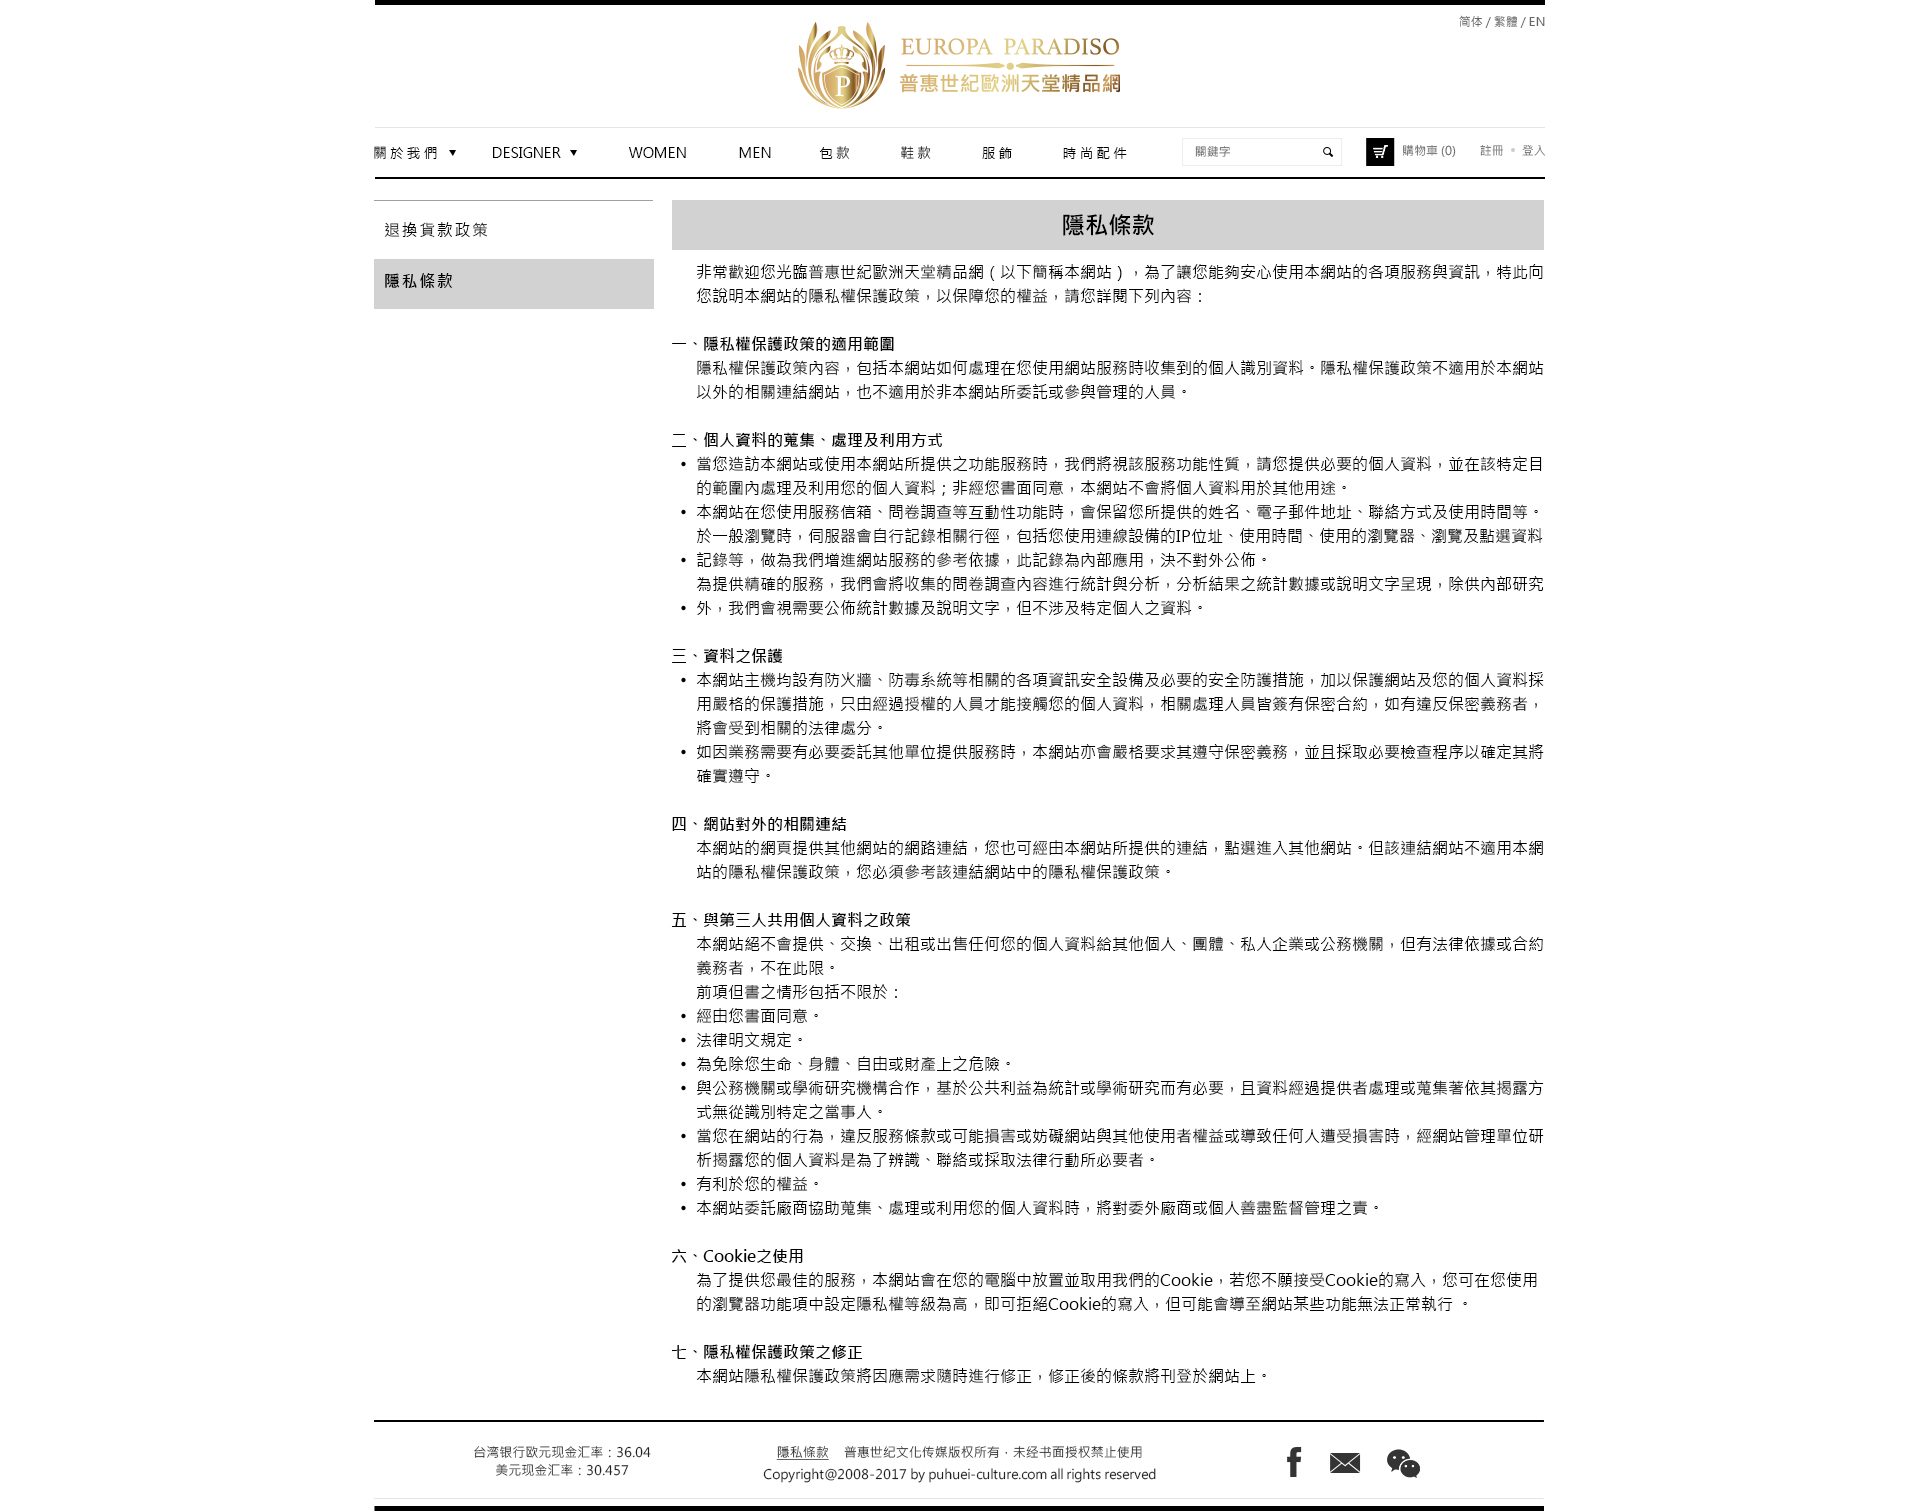 简体 / 繁體 / EN
EUROPA PARADISO
普惠世紀歐洲天堂精品網
P
關於我們 ▼ DESIGNER ▼ WOMEN MEN 包款 鞋款 服飾 時尚配件 關鍵字 購物車 (0) 註冊 • 登入
退換貨款政策
隱私條款
隱私條款
非常歡迎您光臨普惠世紀歐洲天堂精品網（以下簡稱本網站），為了讓您能夠安心使用本網站的各項服務與資訊，特此向
您說明本網站的隱私權保護政策，以保障您的權益，請您詳閱下列內容：
一、隱私權保護政策的適用範圍
隱私權保護政策內容，包括本網站如何處理在您使用網站服務時收集到的個人識別資料。隱私權保護政策不適用於本網站
以外的相關連結網站，也不適用於非本網站所委託或參與管理的人員。
二、個人資料的蒐集、處理及利用方式
• 當您造訪本網站或使用本網站所提供之功能服務時，我們將視該服務功能性質，請您提供必要的個人資料，並在該特定目
的範圍內處理及利用您的個人資料；非經您書面同意，本網站不會將個人資料用於其他用途。
• 本網站在您使用服務信箱、問卷調查等互動性功能時，會保留您所提供的姓名、電子郵件地址、聯絡方式及使用時間等。
於一般瀏覽時，伺服器會自行記錄相關行徑，包括您使用連線設備的IP位址、使用時間、使用的瀏覽器、瀏覽及點選資料
• 記錄等，做為我們增進網站服務的參考依據，此記錄為內部應用，決不對外公佈。
為提供精確的服務，我們會將收集的問卷調查內容進行統計與分析，分析結果之統計數據或說明文字呈現，除供內部研究
• 外，我們會視需要公佈統計數據及說明文字，但不涉及特定個人之資料。
三、資料之保護
• 本網站主機均設有防火牆、防毒系統等相關的各項資訊安全設備及必要的安全防護措施，加以保護網站及您的個人資料採
用嚴格的保護措施，只由經過授權的人員才能接觸您的個人資料，相關處理人員皆簽有保密合約，如有違反保密義務者，
將會受到相關的法律處分。
• 如因業務需要有必要委託其他單位提供服務時，本網站亦會嚴格要求其遵守保密義務，並且採取必要檢查程序以確定其將
確實遵守。
四、網站對外的相關連結
本網站的網頁提供其他網站的網路連結，您也可經由本網站所提供的連結，點選進入其他網站。但該連結網站不適用本網
站的隱私權保護政策，您必須參考該連結網站中的隱私權保護政策。
五、與第三人共用個人資料之政策
本網站絕不會提供、交換、出租或出售任何您的個人資料給其他個人、團體、私人企業或公務機關，但有法律依據或合約
義務者，不在此限。
前項但書之情形包括不限於：
• 經由您書面同意。
• 法律明文規定。
• 為免除您生命、身體、自由或財產上之危險。
• 與公務機關或學術研究機構合作，基於公共利益為統計或學術研究而有必要，且資料經過提供者處理或蒐集著依其揭露方
式無從識別特定之當事人。
• 當您在網站的行為，違反服務條款或可能損害或妨礙網站與其他使用者權益或導致任何人遭受損害時，經網站管理單位研
析揭露您的個人資料是為了辨識、聯絡或採取法律行動所必要者。
• 有利於您的權益。
• 本網站委託廠商協助蒐集、處理或利用您的個人資料時，將對委外廠商或個人善盡監督管理之責。
六、Cookie之使用
為了提供您最佳的服務，本網站會在您的電腦中放置並取用我們的Cookie，若您不願接受Cookie的寫入，您可在您使用
的瀏覽器功能項中設定隱私權等級為高，即可拒絕Cookie的寫入，但可能會導至網站某些功能無法正常執行 。
七、隱私權保護政策之修正
本網站隱私權保護政策將因應需求隨時進行修正，修正後的條款將刊登於網站上。
台湾银行欧元现金汇率：36.04
美元现金汇率：30.457
隱私條款 普惠世纪文化传媒版权所有．未经书面授权禁止使用
Copyright@2008-2017 by puhuei-culture.com all rights reserved